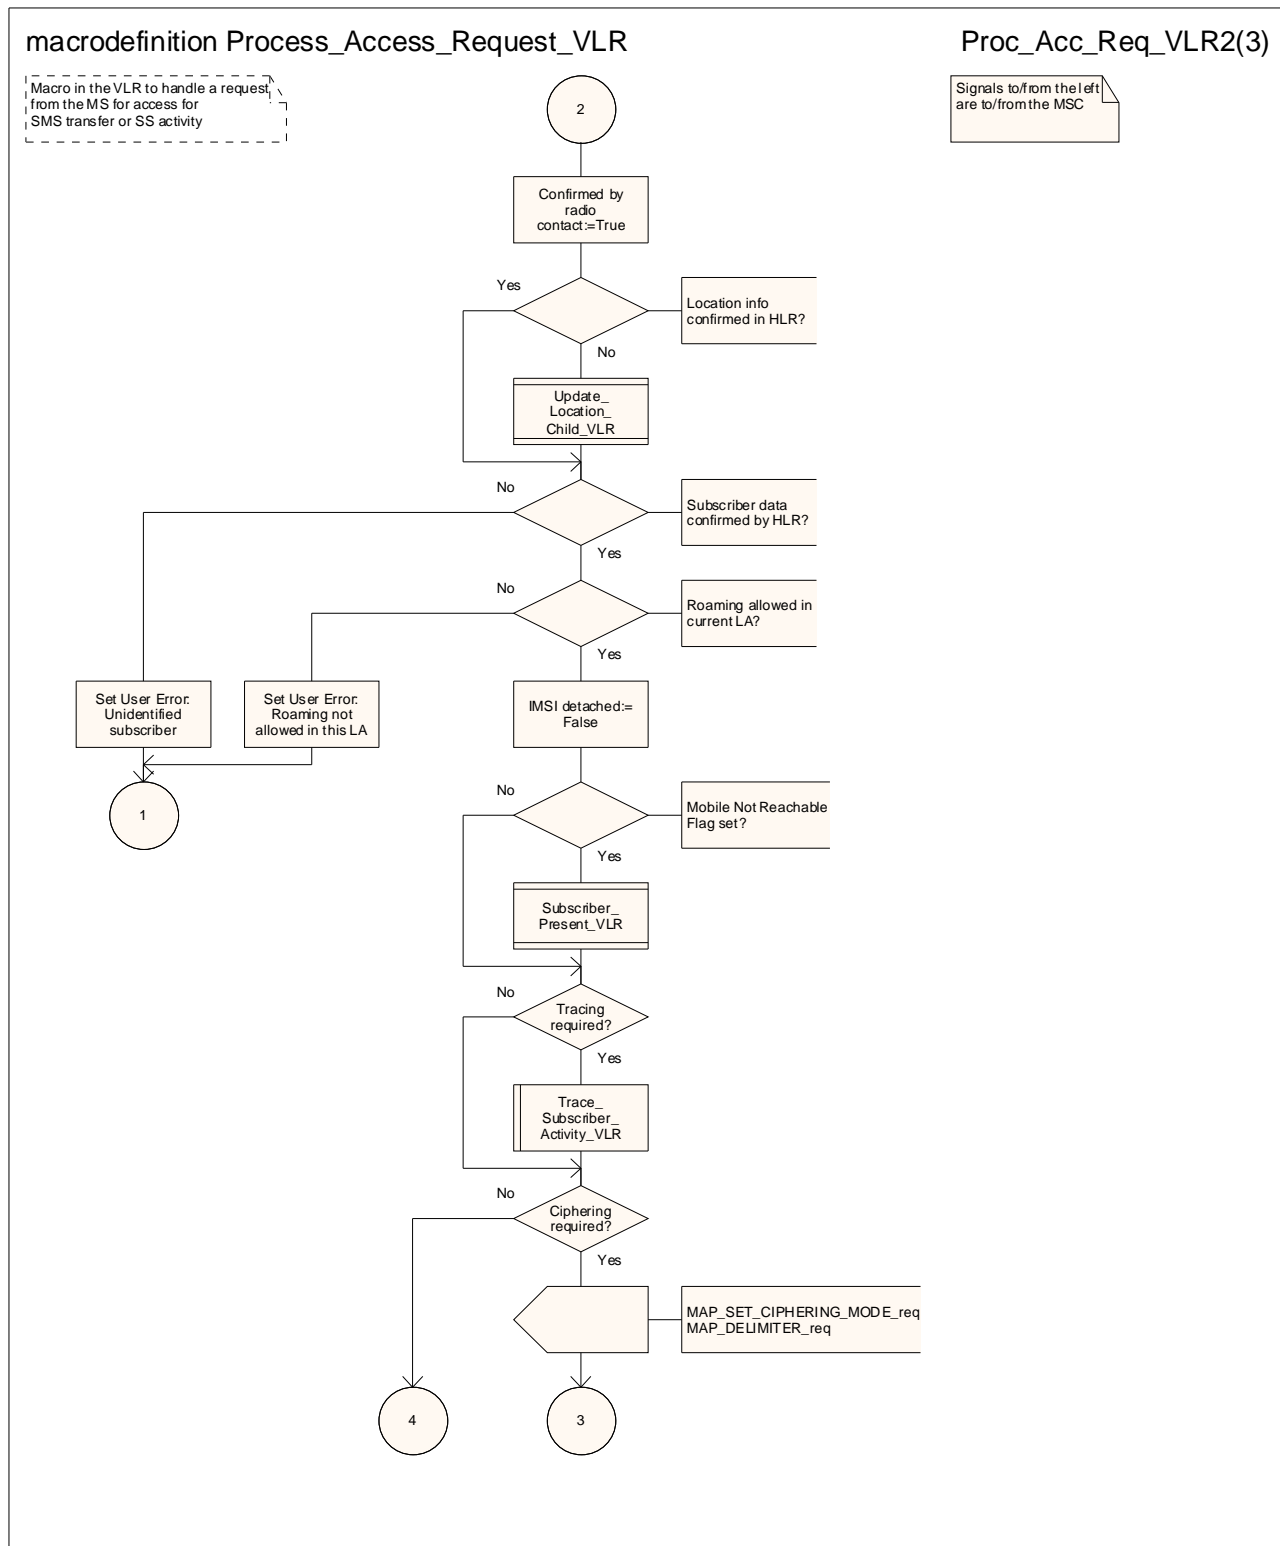 macrodefinition Process_Access_Request_VLR
Proc_Acc_Req_VLR2(3)
Macro in the VLR to handle a request
from the MS for access for
SMS transfer or SS activity
Signals to/from the left
are to/from the MSC
2
Confirmed by
radio
contact:=True
Yes
Location info
confirmed in HLR?
No
Update_
Location_
Child_VLR
No
Subscriber data
confirmed by HLR?
Yes
No
Roaming allowed in
current LA?
Yes
Set User Error:
Unidentified
subscriber
Set User Error:
Roaming not
allowed in this LA
IMSI detached:=
False
1
No
Mobile Not Reachable
Flag set?
Yes
Subscriber_
Present_VLR
No
Tracing
required?
Yes
Trace_
Subscriber_
Activity_VLR
No
Ciphering
required?
Yes
MAP_SET_CIPHERING_MODE_req
MAP_DELIMITER_req
4
3